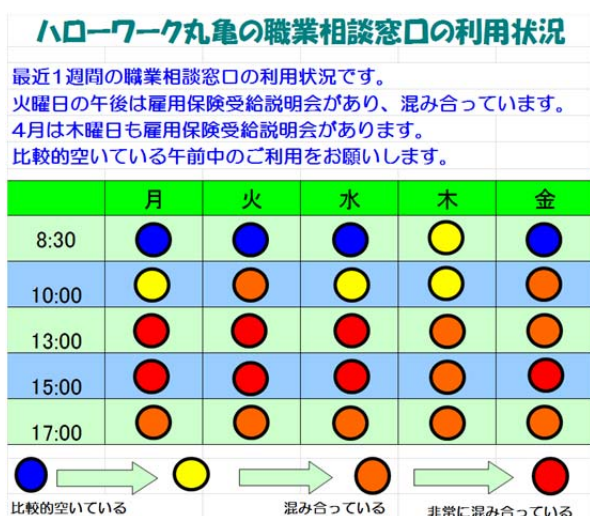 ハローワーク丸亀の職業相談窓口の利用状況
最近1週間の職業相談窓口の利用状況です。
火曜日の午後は雇用保険受給説明会があり、混み合っています。
4月は木曜日も雇用保険受給説明会があります。
比較的空いている午前中のご利用をお願いします。
月 火 水 木 金
8:30
10:00
13:00
15:00
17:00
比較的空いている 混み合っている 非常に混み合っている